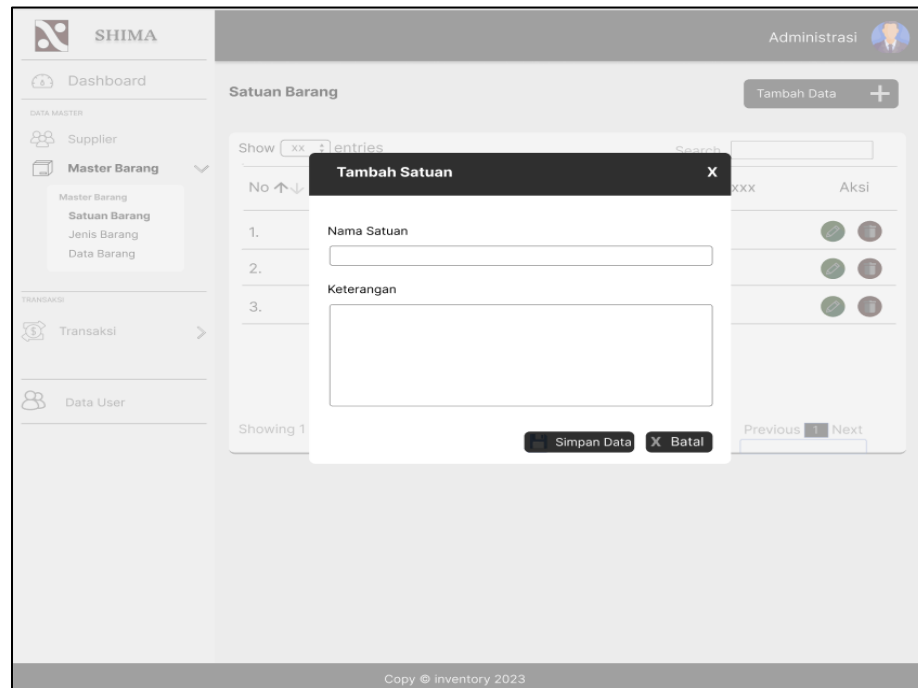 SHIMA
Administrasi
Dashboard
Satuan Barang
Tambah Data
DATA MASTER
Supplier
Master Barang
Master Barang
Satuan Barang
Jenis Barang
Data Barang
TRANSAKSI
Transaksi
Data User
Show xx entries
Search
No
xxx
Aksi
1.
2.
3.
Tambah Satuan X
Nama Satuan
Keterangan
Simpan Data
X Batal
Showing 1
Previous 1 Next
Copy © inventory 2023